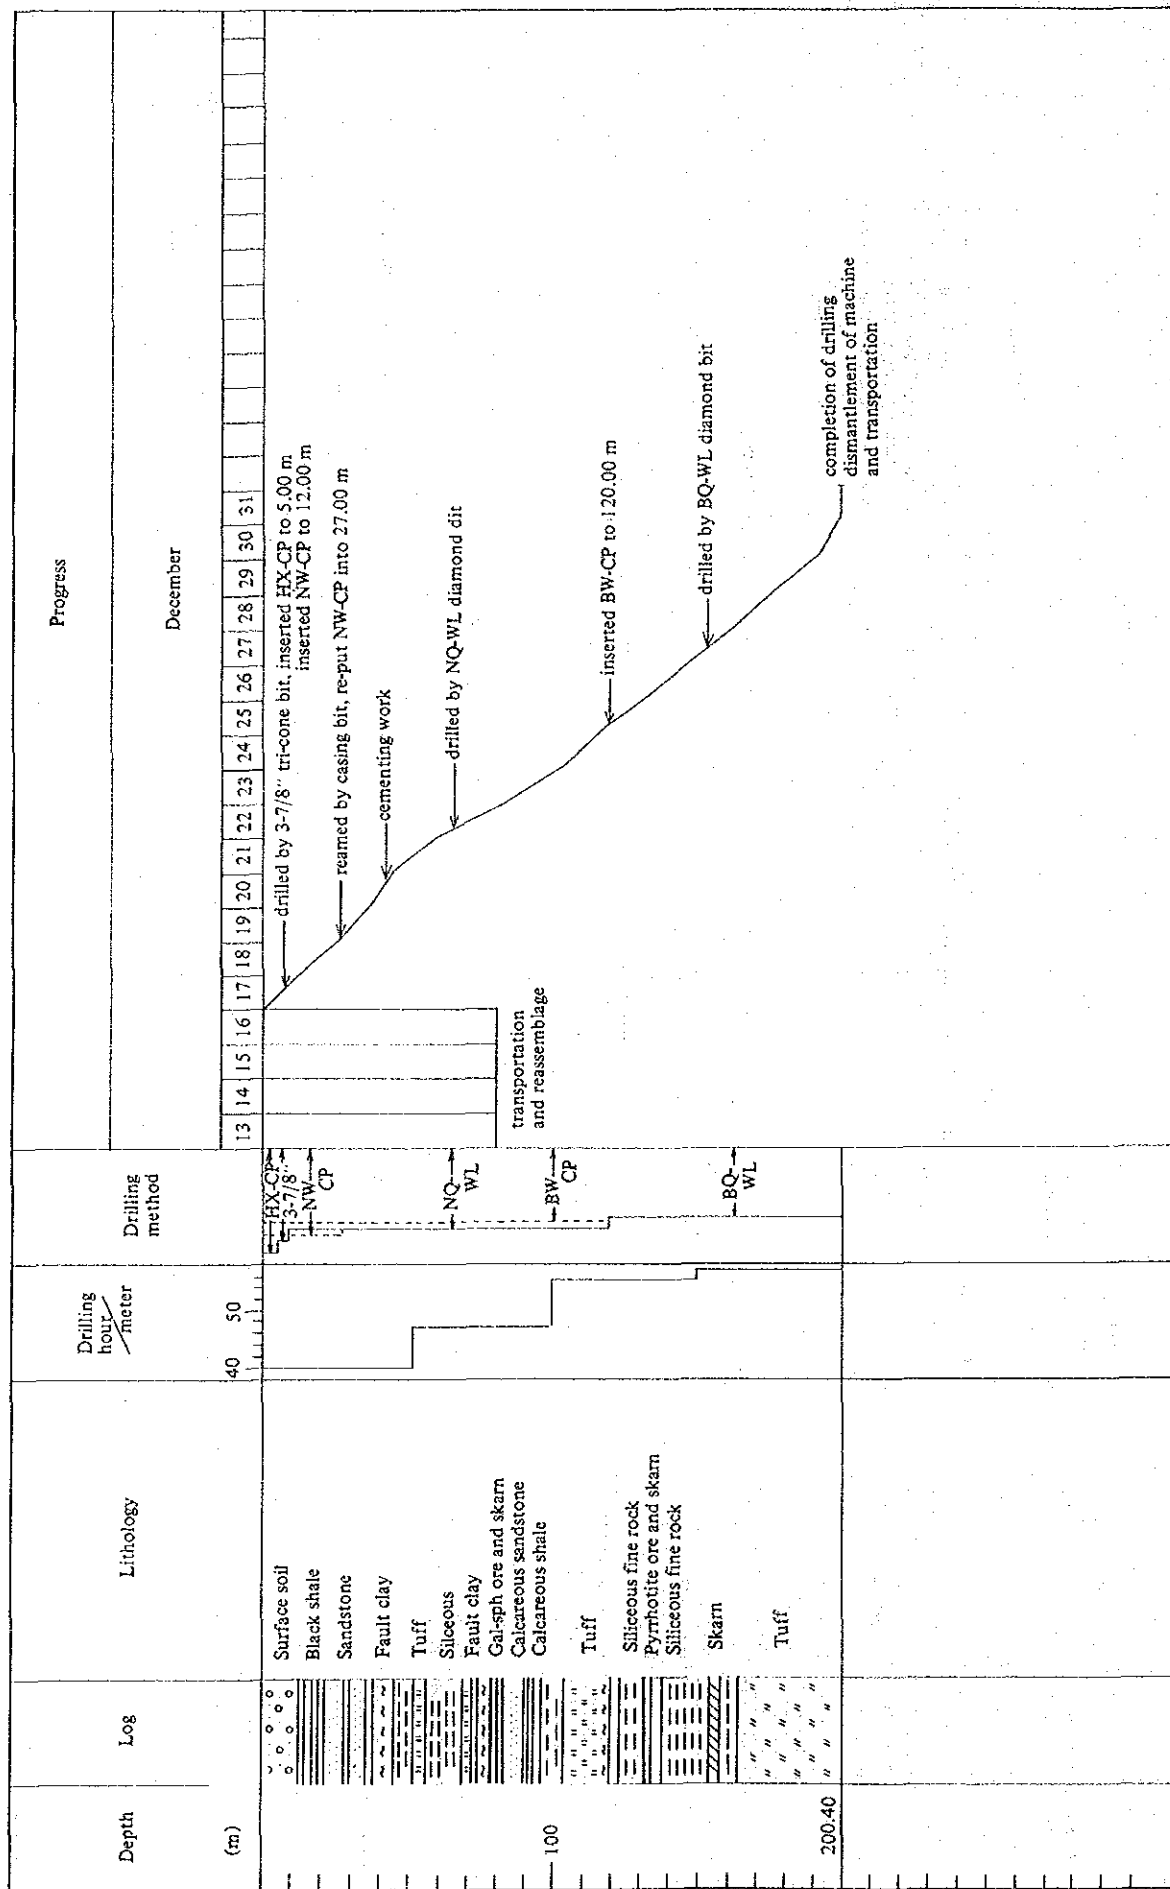 Depth
(m)
100
200.40
Log
Lithology
Surface soil
Black shale
Sandstone
Fault clay
Tuff
Silceous
Fault clay
Gal-sph ore and skarn
Calcareous sandstone
Calcareous shale
Tuff
Siliceous fine rock
Pyrrhotite ore and skarn
Siliceous fine rock
Skarn
Tuff
Drilling
hour
meter
40
50
Drilling
method
HX-CP
3-7/8''
NW-
CP
NQ-
WL
BW-
CP
BQ-
WL
Progress
December
13 14 15 16 17 18 19 20 21 22 23 24 25 26 27 28 29 30 31
transportation
and reassemblage
drilled by 3-7/8'' tri-cone bit, inserted HX-CP to 5.00 m
inserted NW-CP to 12.00 m
reamed by casing bit, re-put NW-CP into 27.00 m
cementing work
drilled by NQ-WL diamond dit
inserted BW-CP to 120.00 m
drilled by BQ-WL diamond bit
completion of drilling
dismantlement of machine
and transportation